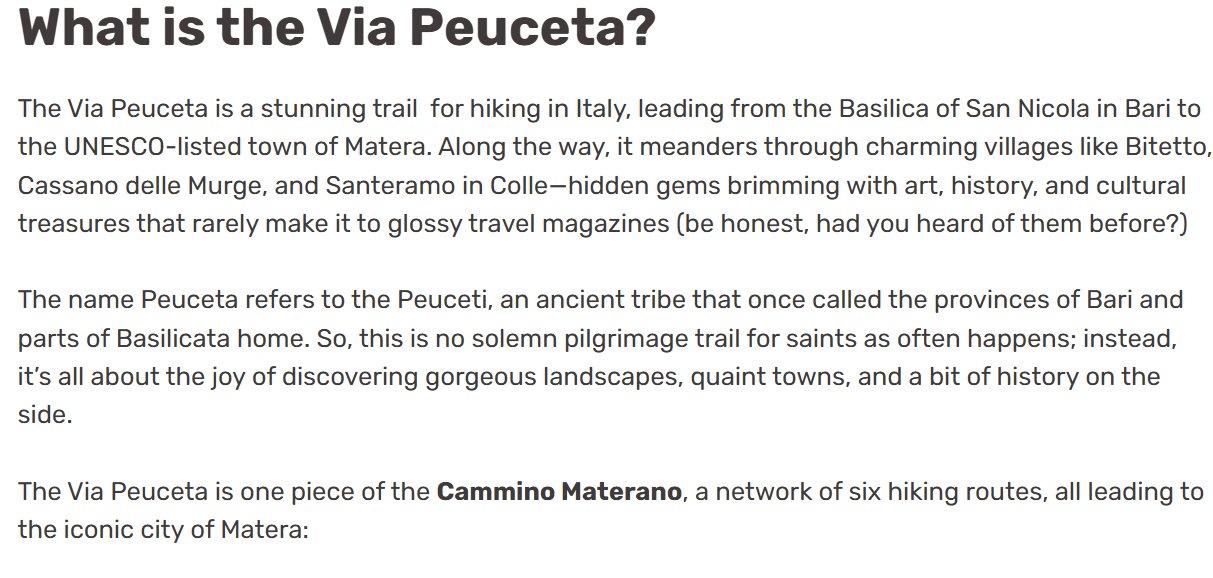 What is the Via Peuceta?
The Via Peuceta is a stunning trail  for hiking in Italy, leading from the Basilica of San Nicola in Bari to
the UNESCO-listed town of Matera. Along the way, it meanders through charming villages like Bitetto,
Cassano delle Murge, and Santeramo in Colle—hidden gems brimming with art, history, and cultural
treasures that rarely make it to glossy travel magazines (be honest, had you heard of them before?)
The name Peuceta refers to the Peuceti, an ancient tribe that once called the provinces of Bari and
parts of Basilicata home. So, this is no solemn pilgrimage trail for saints as often happens; instead,
it’s all about the joy of discovering gorgeous landscapes, quaint towns, and a bit of history on the
side.
The Via Peuceta is one piece of the Cammino Materano, a network of six hiking routes, all leading to
the iconic city of Matera: